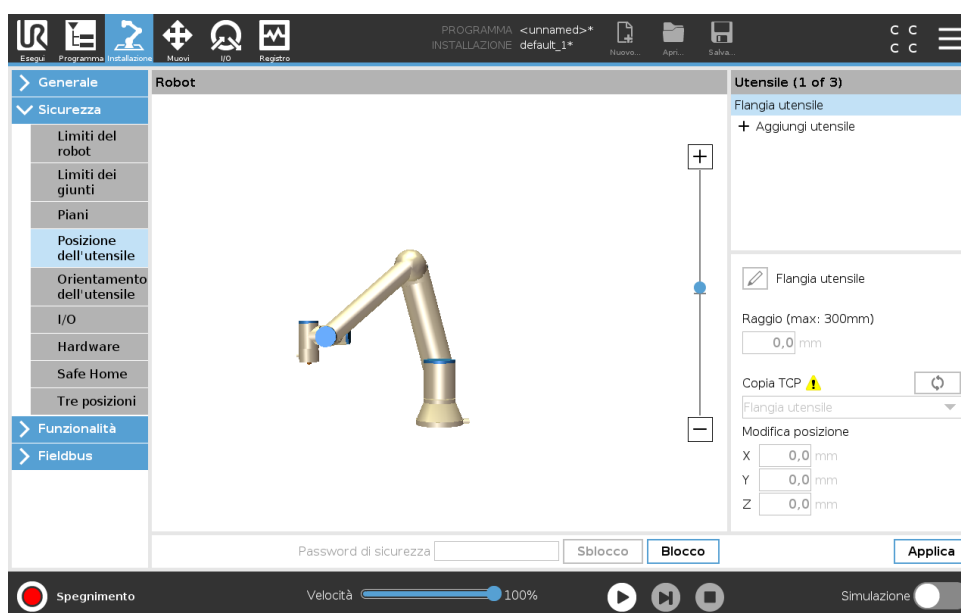 PROGRAMMA <unnamed>*
INSTALLAZIONE default_1*
Esegui
Programma
Installazione
Muovi
I/O
Registro
Nuovo...
Apri...
Salva...
C C
C C
Generale
Sicurezza
Limiti del
robot
Limiti dei
giunti
Piani
Posizione
dell'utensile
Orientamento
dell'utensile
I/O
Hardware
Safe Home
Tre posizioni
Funzionalità
Fieldbus
Robot
Utensile (1 of 3)
Flangia utensile
+ Aggiungi utensile
Flangia utensile
Raggio (max: 300mm)
0,0 mm
Copia TCP
Flangia utensile
Modifica posizione
X 0,0 mm
Y 0,0 mm
Z 0,0 mm
Password di sicurezza
Sblocco
Blocco
Applica
Spegnimento
Velocità
100%
Simulazione